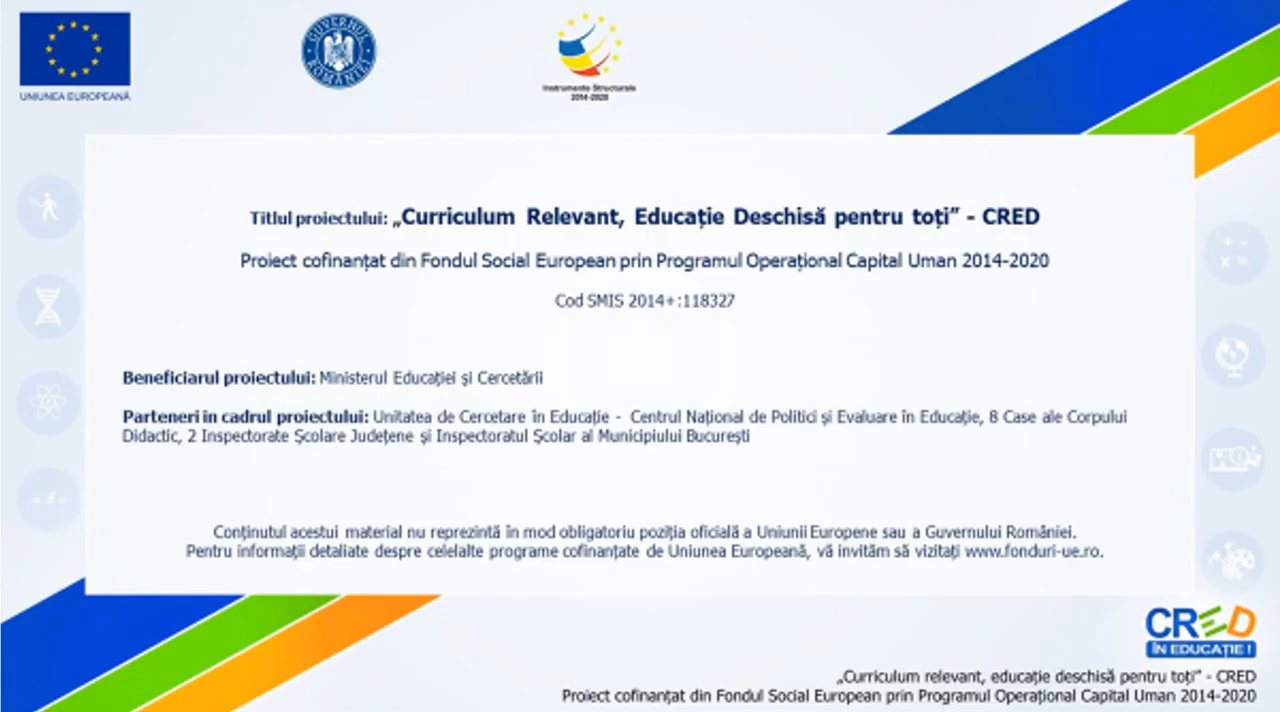 UNIUNEA EUROPEANĂ
GUVERNUL ROMÂNIEI
Instrumente Structurale
2014-2020
Titlul proiectului: „Curriculum Relevant, Educație Deschisă pentru toți” - CRED
Proiect cofinanțat din Fondul Social European prin Programul Operațional Capital Uman 2014-2020
Cod SMIS 2014+:118327
Beneficiarul proiectului: Ministerul Educației și Cercetării
Parteneri in cadrul proiectului: Unitatea de Cercetare în Educație - Centrul Național de Politici și Evaluare în Educație, 8 Case ale Corpului
Didactic, 2 Inspectorate Școlare Județene și Inspectoratul Școlar al Municipiului București
Conținutul acestui material nu reprezintă în mod obligatoriu poziția oficială a Uniunii Europene sau a Guvernului României.
Pentru informații detaliate despre celelalte programe cofinanțate de Uniunea Europeană, vă invităm să vizitați www.fonduri-ue.ro.
CRED
ÎN EDUCAȚIE !
„Curriculum relevant, educație deschisă pentru toți” - CRED
Proiect cofinanțat din Fondul Social European prin Programul Operațional Capital Uman 2014-2020